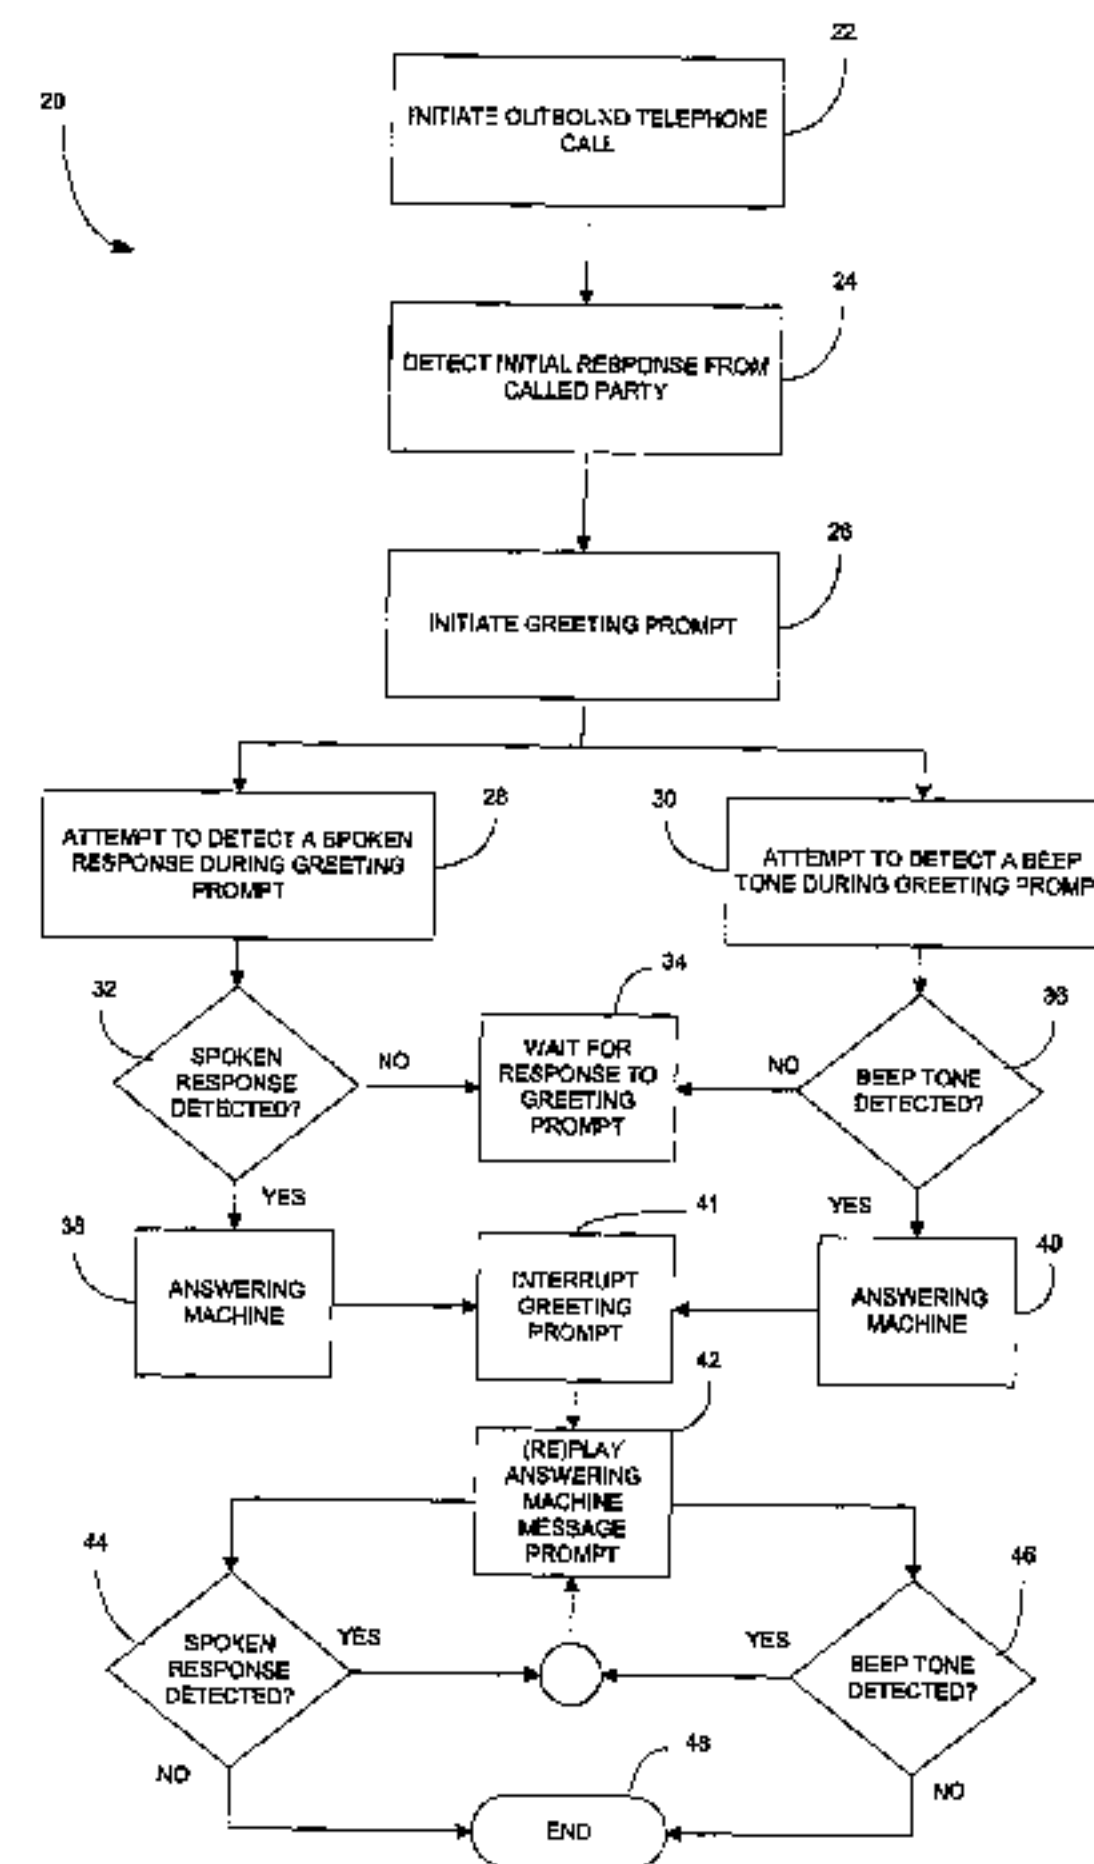 22
20
INITIATE OUTBOUND TELEPHONE
CALL
24
DETECT INITIAL RESPONSE FROM
CALLED PARTY
26
INITIATE GREETING PROMPT
28
30
ATTEMPT TO DETECT A SPOKEN
RESPONSE DURING GREETING
PROMPT
ATTEMPT TO DETECT A BEEP
TONE DURING GREETING PROMP
32
34
36
SPOKEN
RESPONSE
DETECTED?
NO
WAIT FOR
RESPONSE TO
GREETING
PROMPT
NO
BEEP TONE
DETECTED?
YES
YES
38
41
40
ANSWERING
MACHINE
INTERRUPT
GREETING
PROMPT
ANSWERING
MACHINE
42
(RE)PLAY
ANSWERING
MACHINE
MESSAGE
PROMPT
44
46
SPOKEN
RESPONSE
DETECTED?
YES
YES
BEEP TONE
DETECTED?
NO
48
NO
END